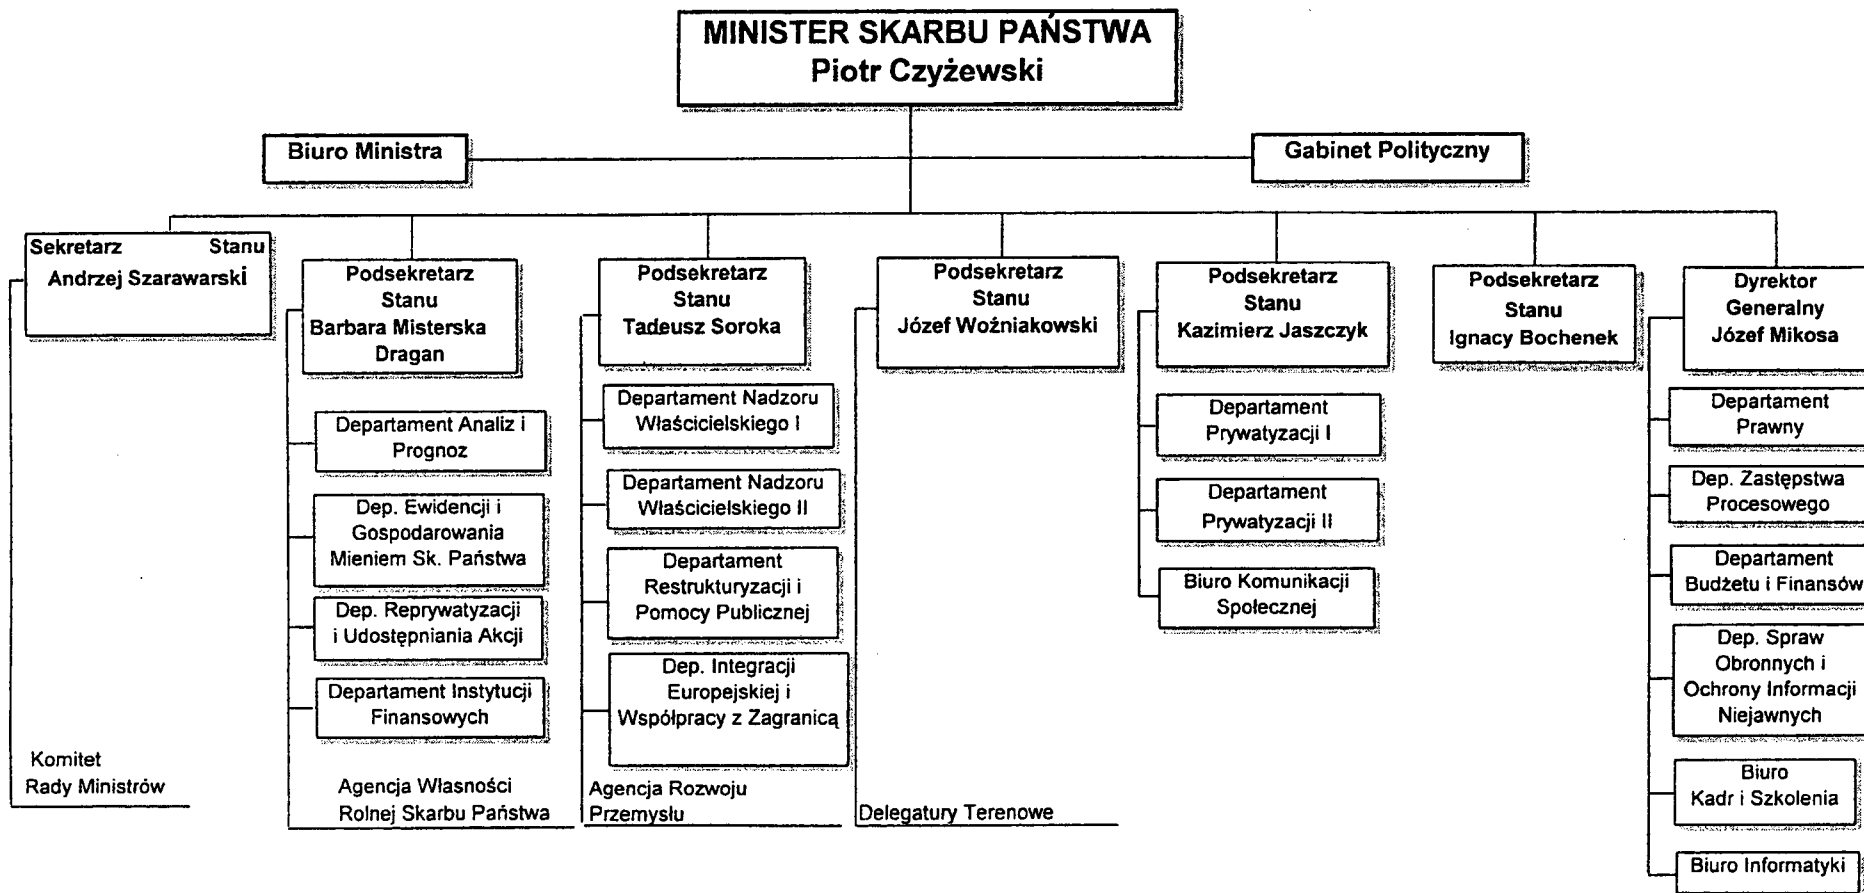 MINISTER SKARBU PAŃSTWA
Piotr Czyżewski
Biuro Ministra
Gabinet Polityczny
Sekretarz Stanu
Andrzej Szarawarski
Komitet
Rady Ministrów
Podsekretarz
Stanu
Barbara Misterska
Dragan
Departament Analiz i
Prognoz
Dep. Ewidencji i
Gospodarowania
Mieniem Sk. Państwa
Dep. Reprywatyzacji
i Udostępniania Akcji
Departament Instytucji
Finansowych
Agencja Własności
Rolnej Skarbu Państwa
Podsekretarz
Stanu
Tadeusz Soroka
Departament Nadzoru
Właścicielskiego I
Departament Nadzoru
Właścicielskiego II
Departament
Restrukturyzacji i
Pomocy Publicznej
Dep. Integracji
Europejskiej i
Współpracy z Zagranicą
Agencja Rozwoju
Przemysłu
Podsekretarz
Stanu
Józef Woźniakowski
Delegatury Terenowe
Podsekretarz
Stanu
Kazimierz Jaszczyk
Departament
Prywatyzacji I
Departament
Prywatyzacji II
Biuro Komunikacji
Społecznej
Podsekretarz
Stanu
Ignacy Bochenek
Dyrektor
Generalny
Józef Mikosa
Departament
Prawny
Dep. Zastępstwa
Procesowego
Departament
Budżetu i Finansów
Dep. Spraw
Obronnych i
Ochrony Informacji
Niejawnych
Biuro
Kadr i Szkolenia
Biuro Informatyki